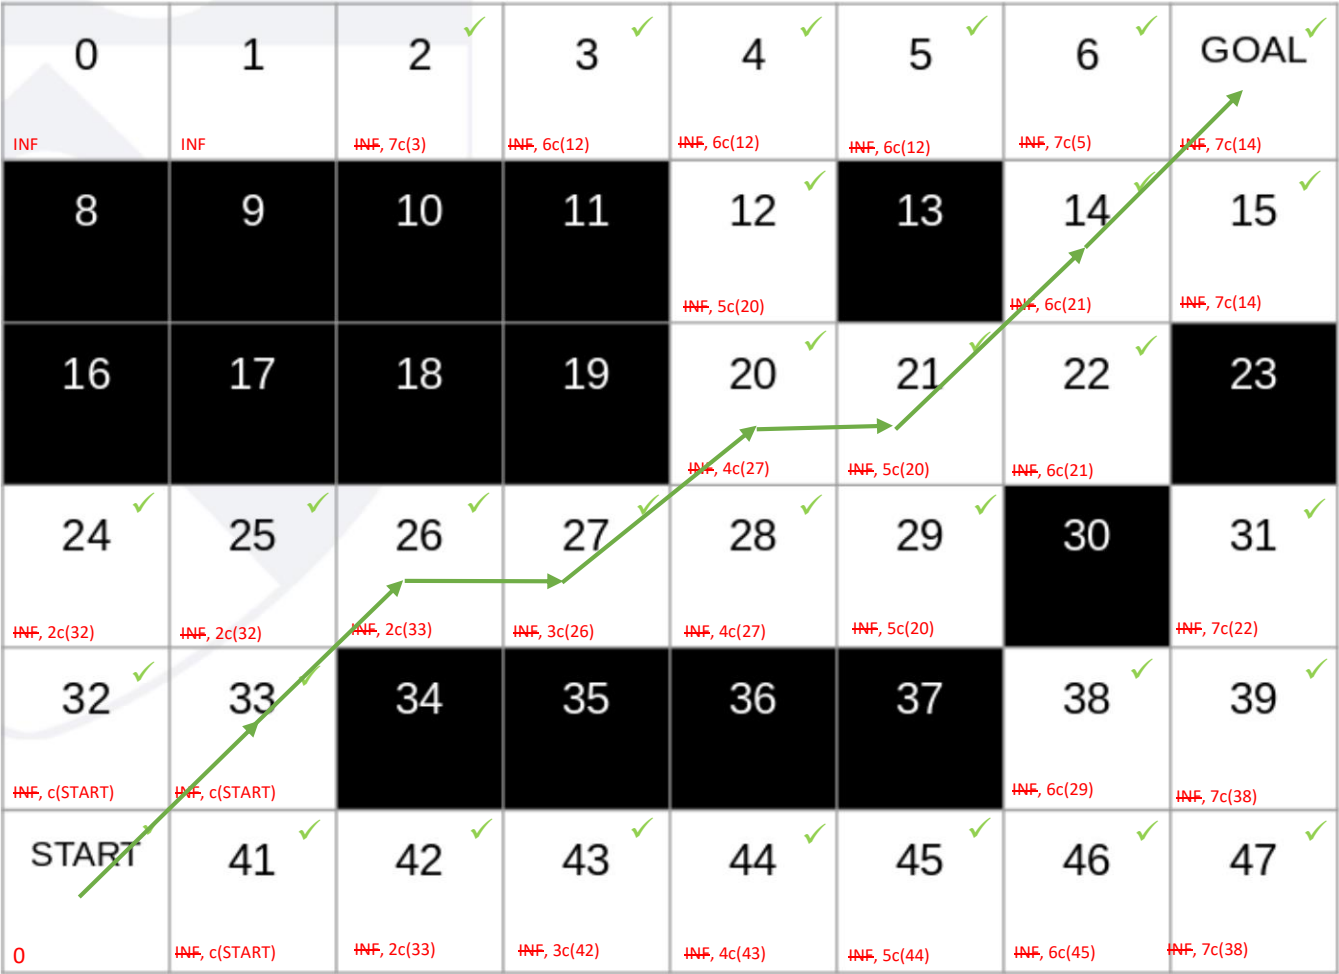 0 1 2 3 4 5 6 GOAL
INF INF INF, 7c(3) INF, 6c(12) INF, 6c(12) INF, 6c(12) INF, 7c(5) INF, 7c(14)
8 9 10 11 12 13 14 15
INF, 5c(20) INF, 6c(21) INF, 7c(14)
16 17 18 19 20 21 22 23
INF, 4c(27) INF, 5c(20) INF, 6c(21)
24 25 26 27 28 29 30 31
INF, 2c(32) INF, 2c(32) INF, 2c(33) INF, 3c(26) INF, 4c(27) INF, 5c(20) INF, 7c(22)
32 33 34 35 36 37 38 39
INF, c(START) INF, c(START) INF, 6c(29) INF, 7c(38)
START 41 42 43 44 45 46 47
0 INF, c(START) INF, 2c(33) INF, 3c(42) INF, 4c(43) INF, 5c(44) INF, 6c(45) INF, 7c(38)